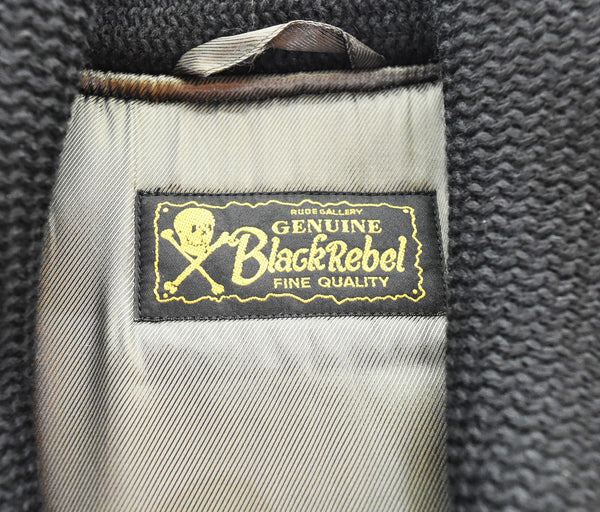 RUDE GALLERY
GENUINE
BlackRebel
FINE QUALITY